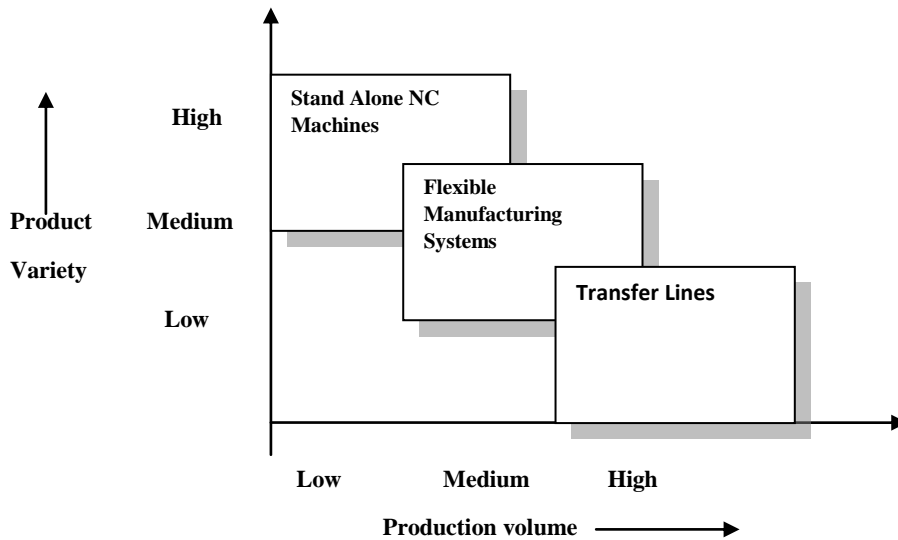 Stand Alone NC
Machines
High
Flexible
Manufacturing
Systems
Product
Variety
Medium
Transfer Lines
Low
Low
Medium
High
Production volume